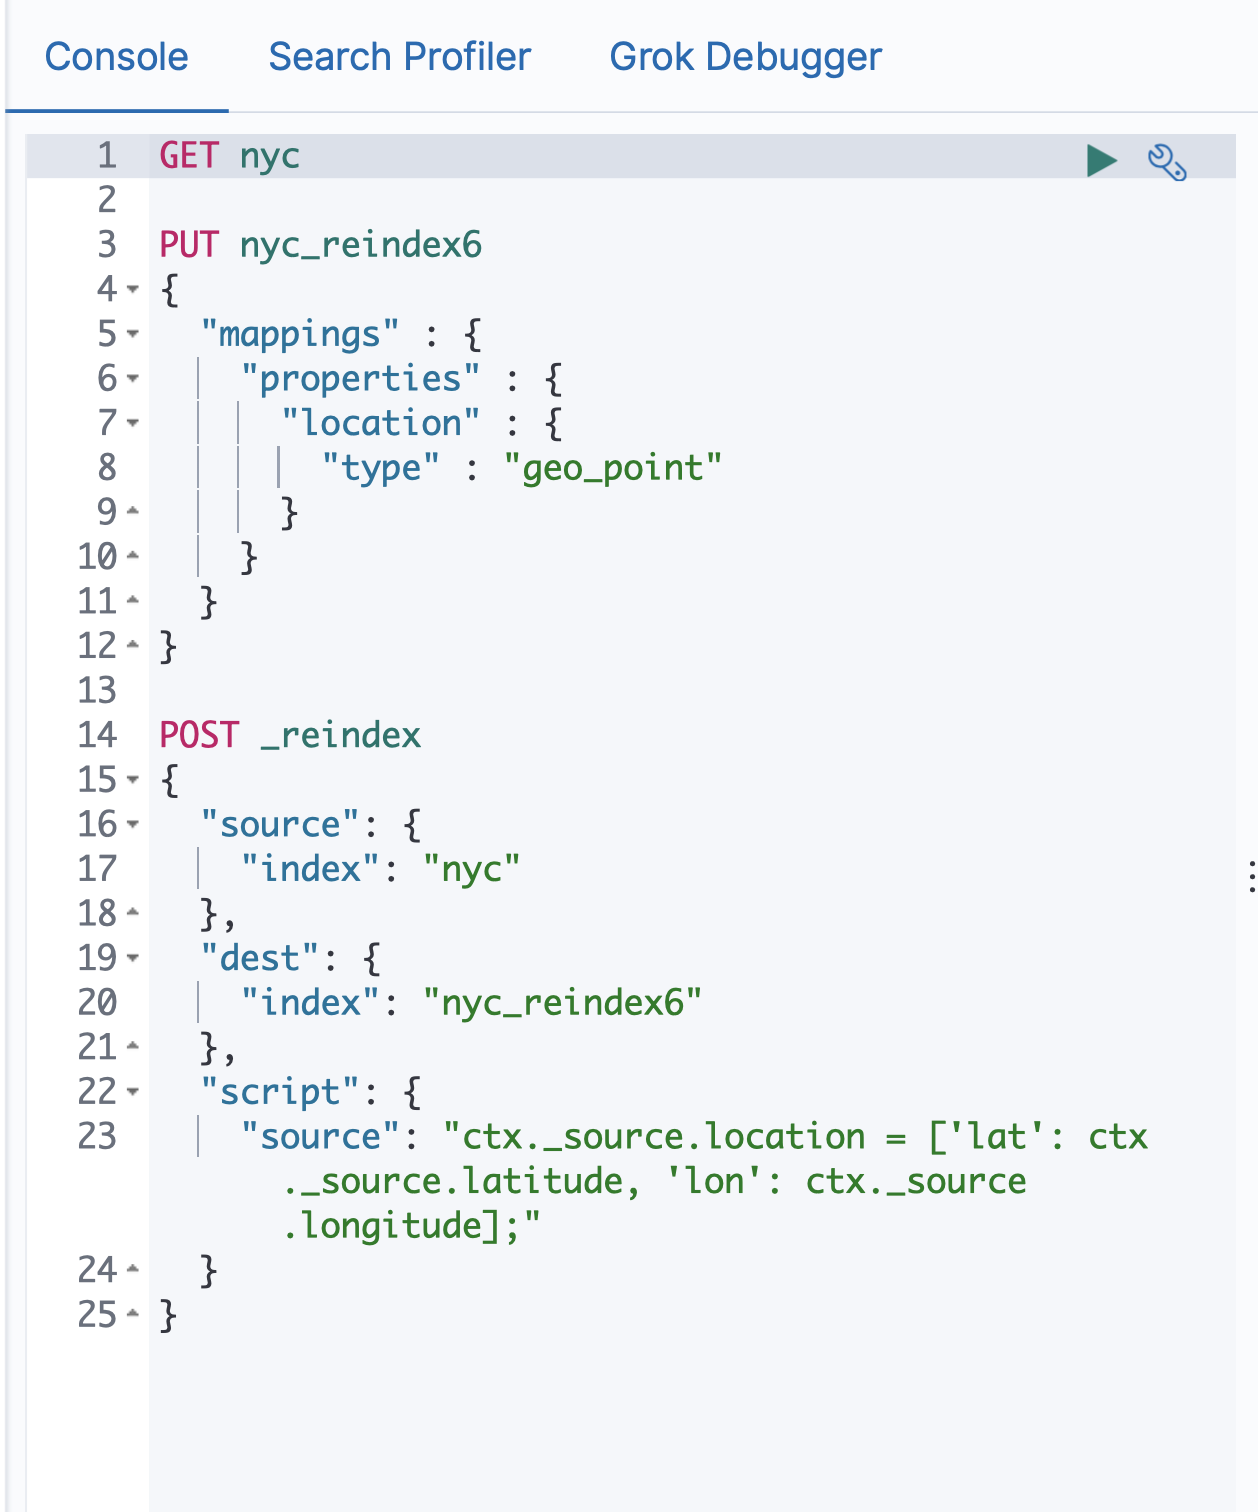 Console Search Profiler Grok Debugger
1 GET nyc
2
3 PUT nyc_reindex6
4 {
5 "mappings" : {
6 "properties" : {
7 "location" : {
8 "type" : "geo_point"
9 }
10 }
11 }
12 }
13
14 POST _reindex
15 {
16 "source": {
17 "index": "nyc"
18 },
19 "dest": {
20 "index": "nyc_reindex6"
21 },
22 "script": {
23 "source": "ctx._source.location = ['lat': ctx
._source.latitude, 'lon': ctx._source
.longitude];"
24 }
25 }